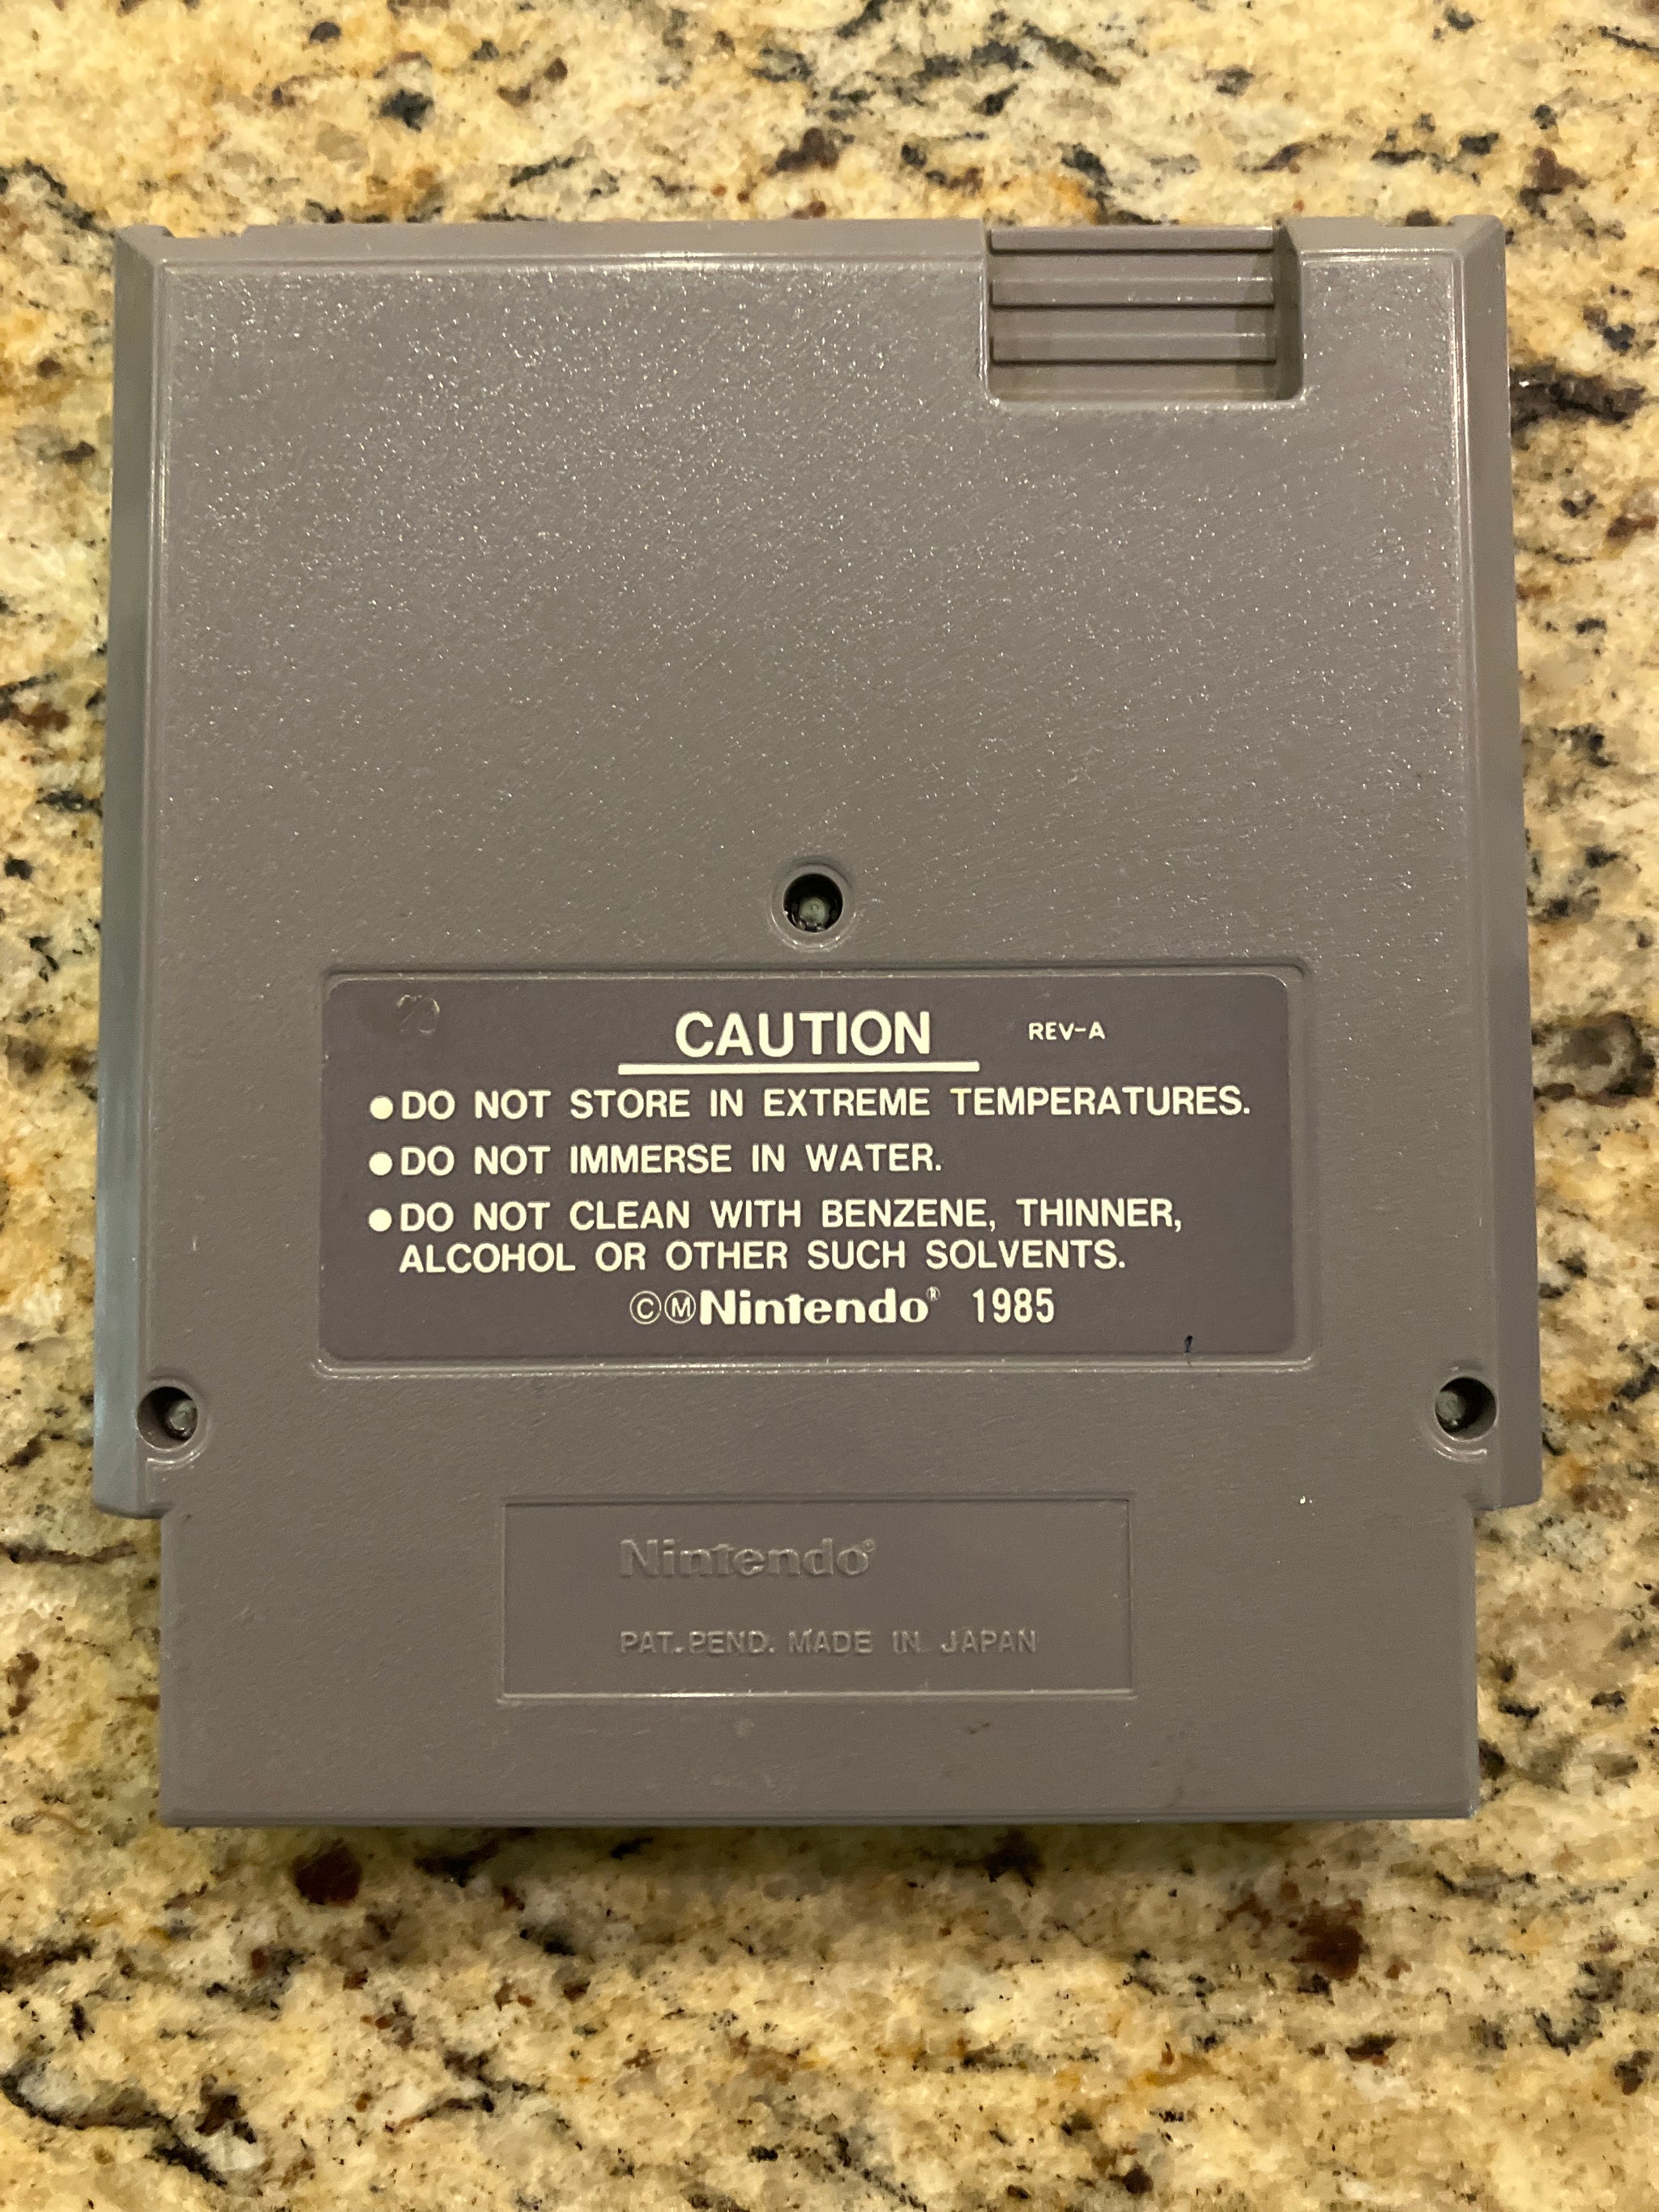 CAUTION REV-A
●DO NOT STORE IN EXTREME TEMPERATURES.
●DO NOT IMMERSE IN WATER.
●DO NOT CLEAN WITH BENZENE, THINNER,
ALCOHOL OR OTHER SUCH SOLVENTS.
©ⓂNintendo® 1985
Nintendo®
PAT. PEND. MADE IN JAPAN